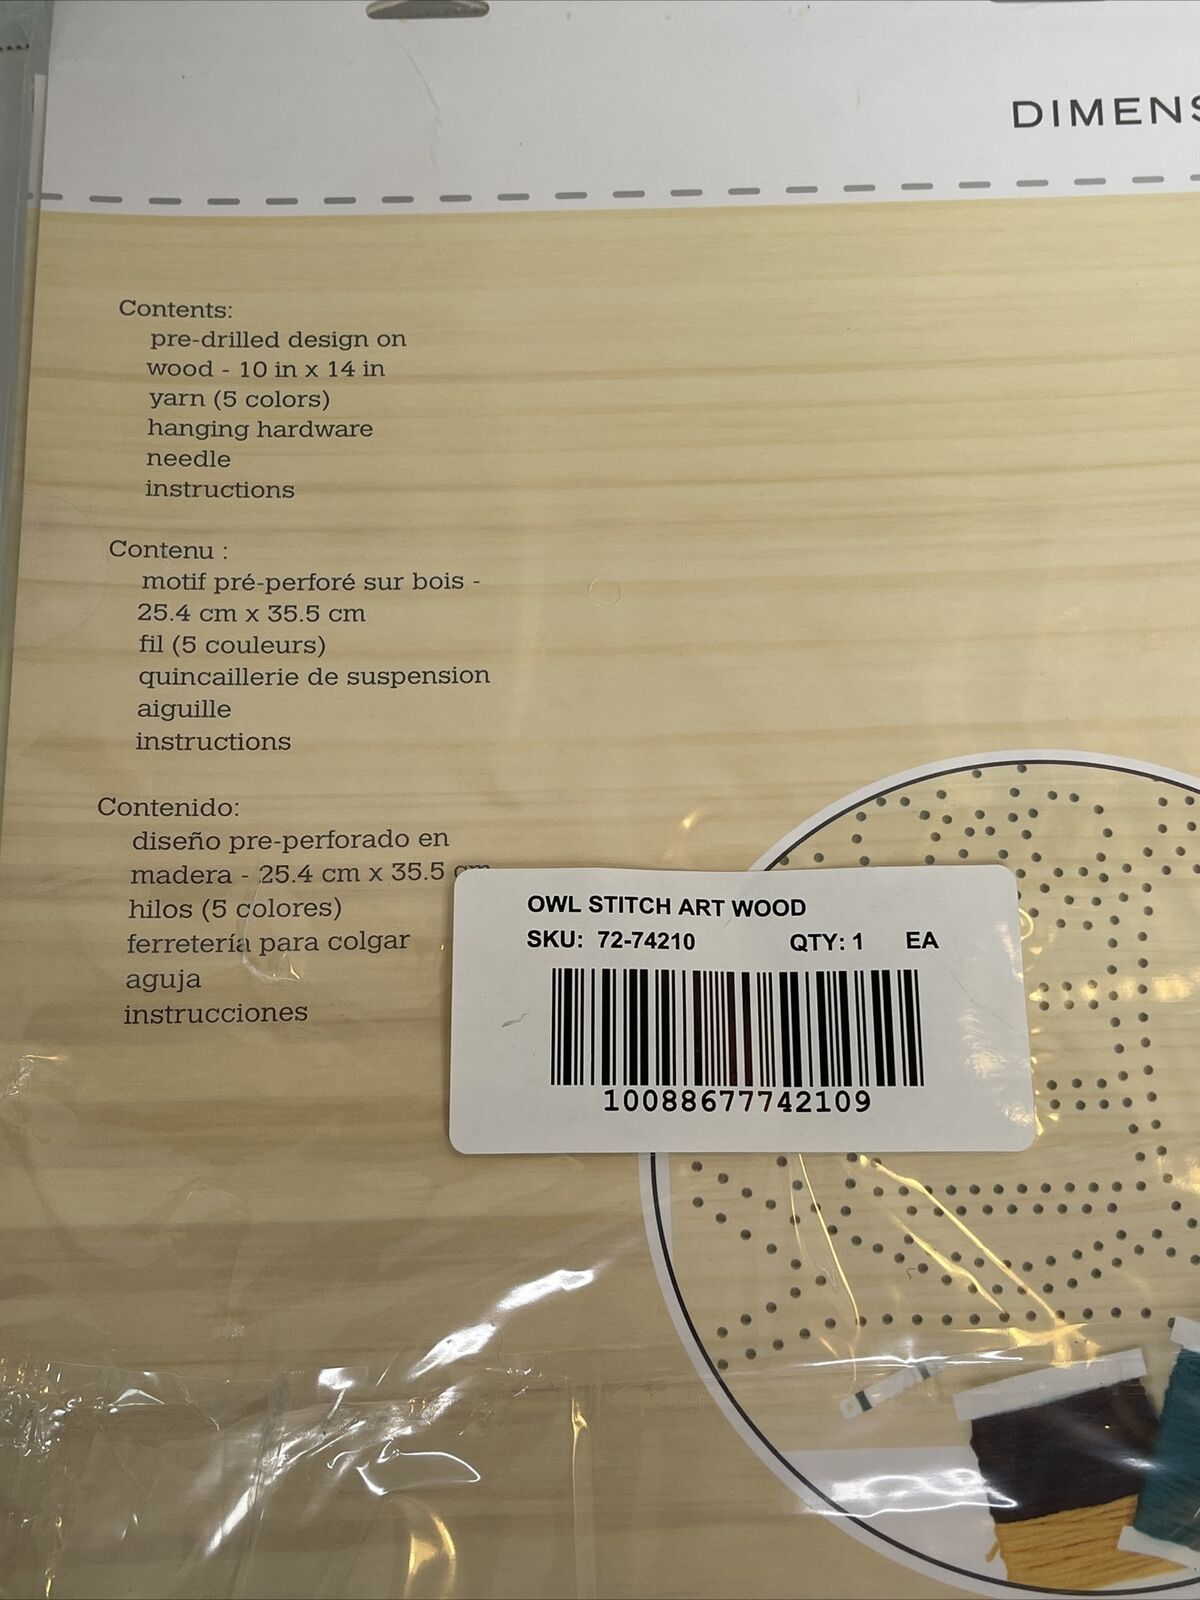 DIMENS
Contents:
pre-drilled design on
wood - 10 in x 14 in
yarn (5 colors)
hanging hardware
needle
instructions
Contenu :
motif pré-perforé sur bois -
25.4 cm x 35.5 cm
fil (5 couleurs)
quincaillerie de suspension
aiguille
instructions
Contenido:
diseño pre-perforado en
madera - 25.4 cm x 35.5 cm
hilos (5 colores)
ferretería para colgar
aguja
instrucciones
OWL STITCH ART WOOD
SKU: 72-74210 QTY: 1 EA
10088677742109